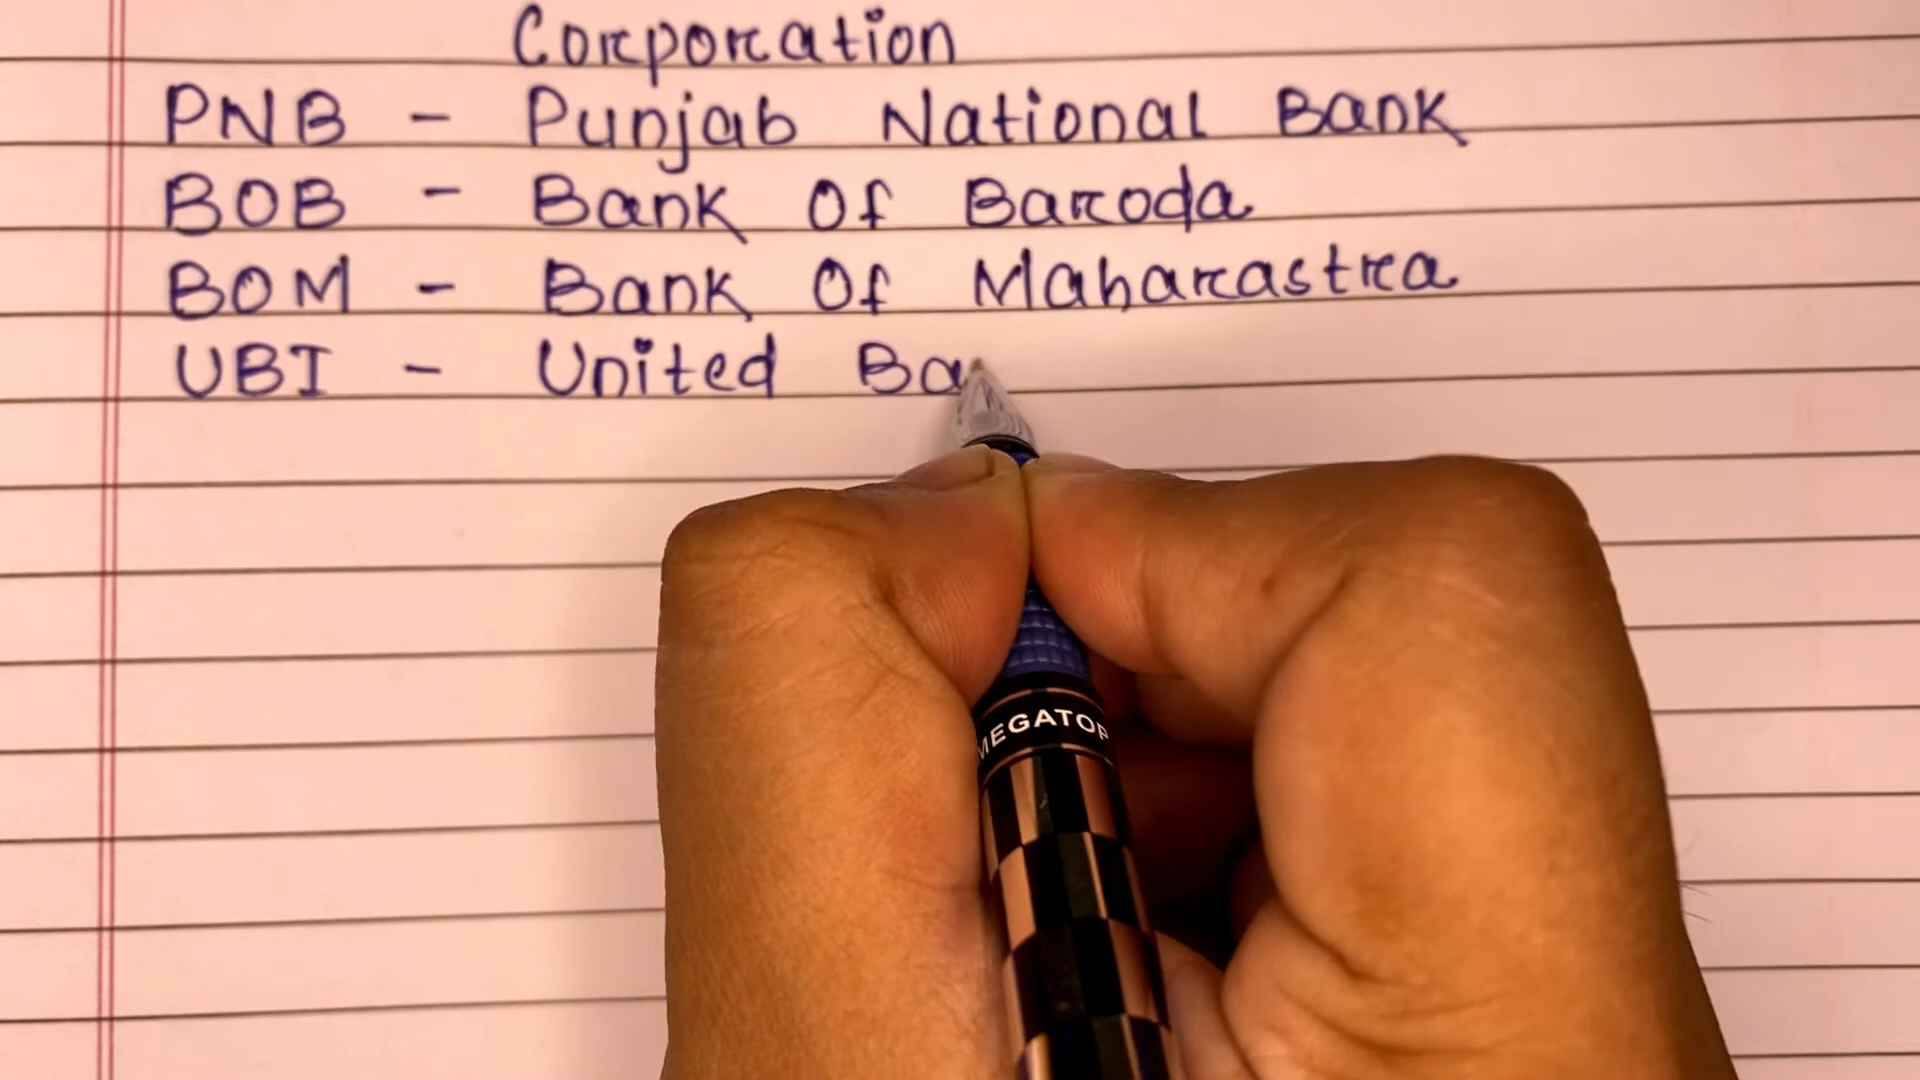 Corporation
PNB - Punjab National Bank
BOB - Bank Of Baroda
BOM - Bank Of Maharastra
UBI - United Ba
MEGATOP